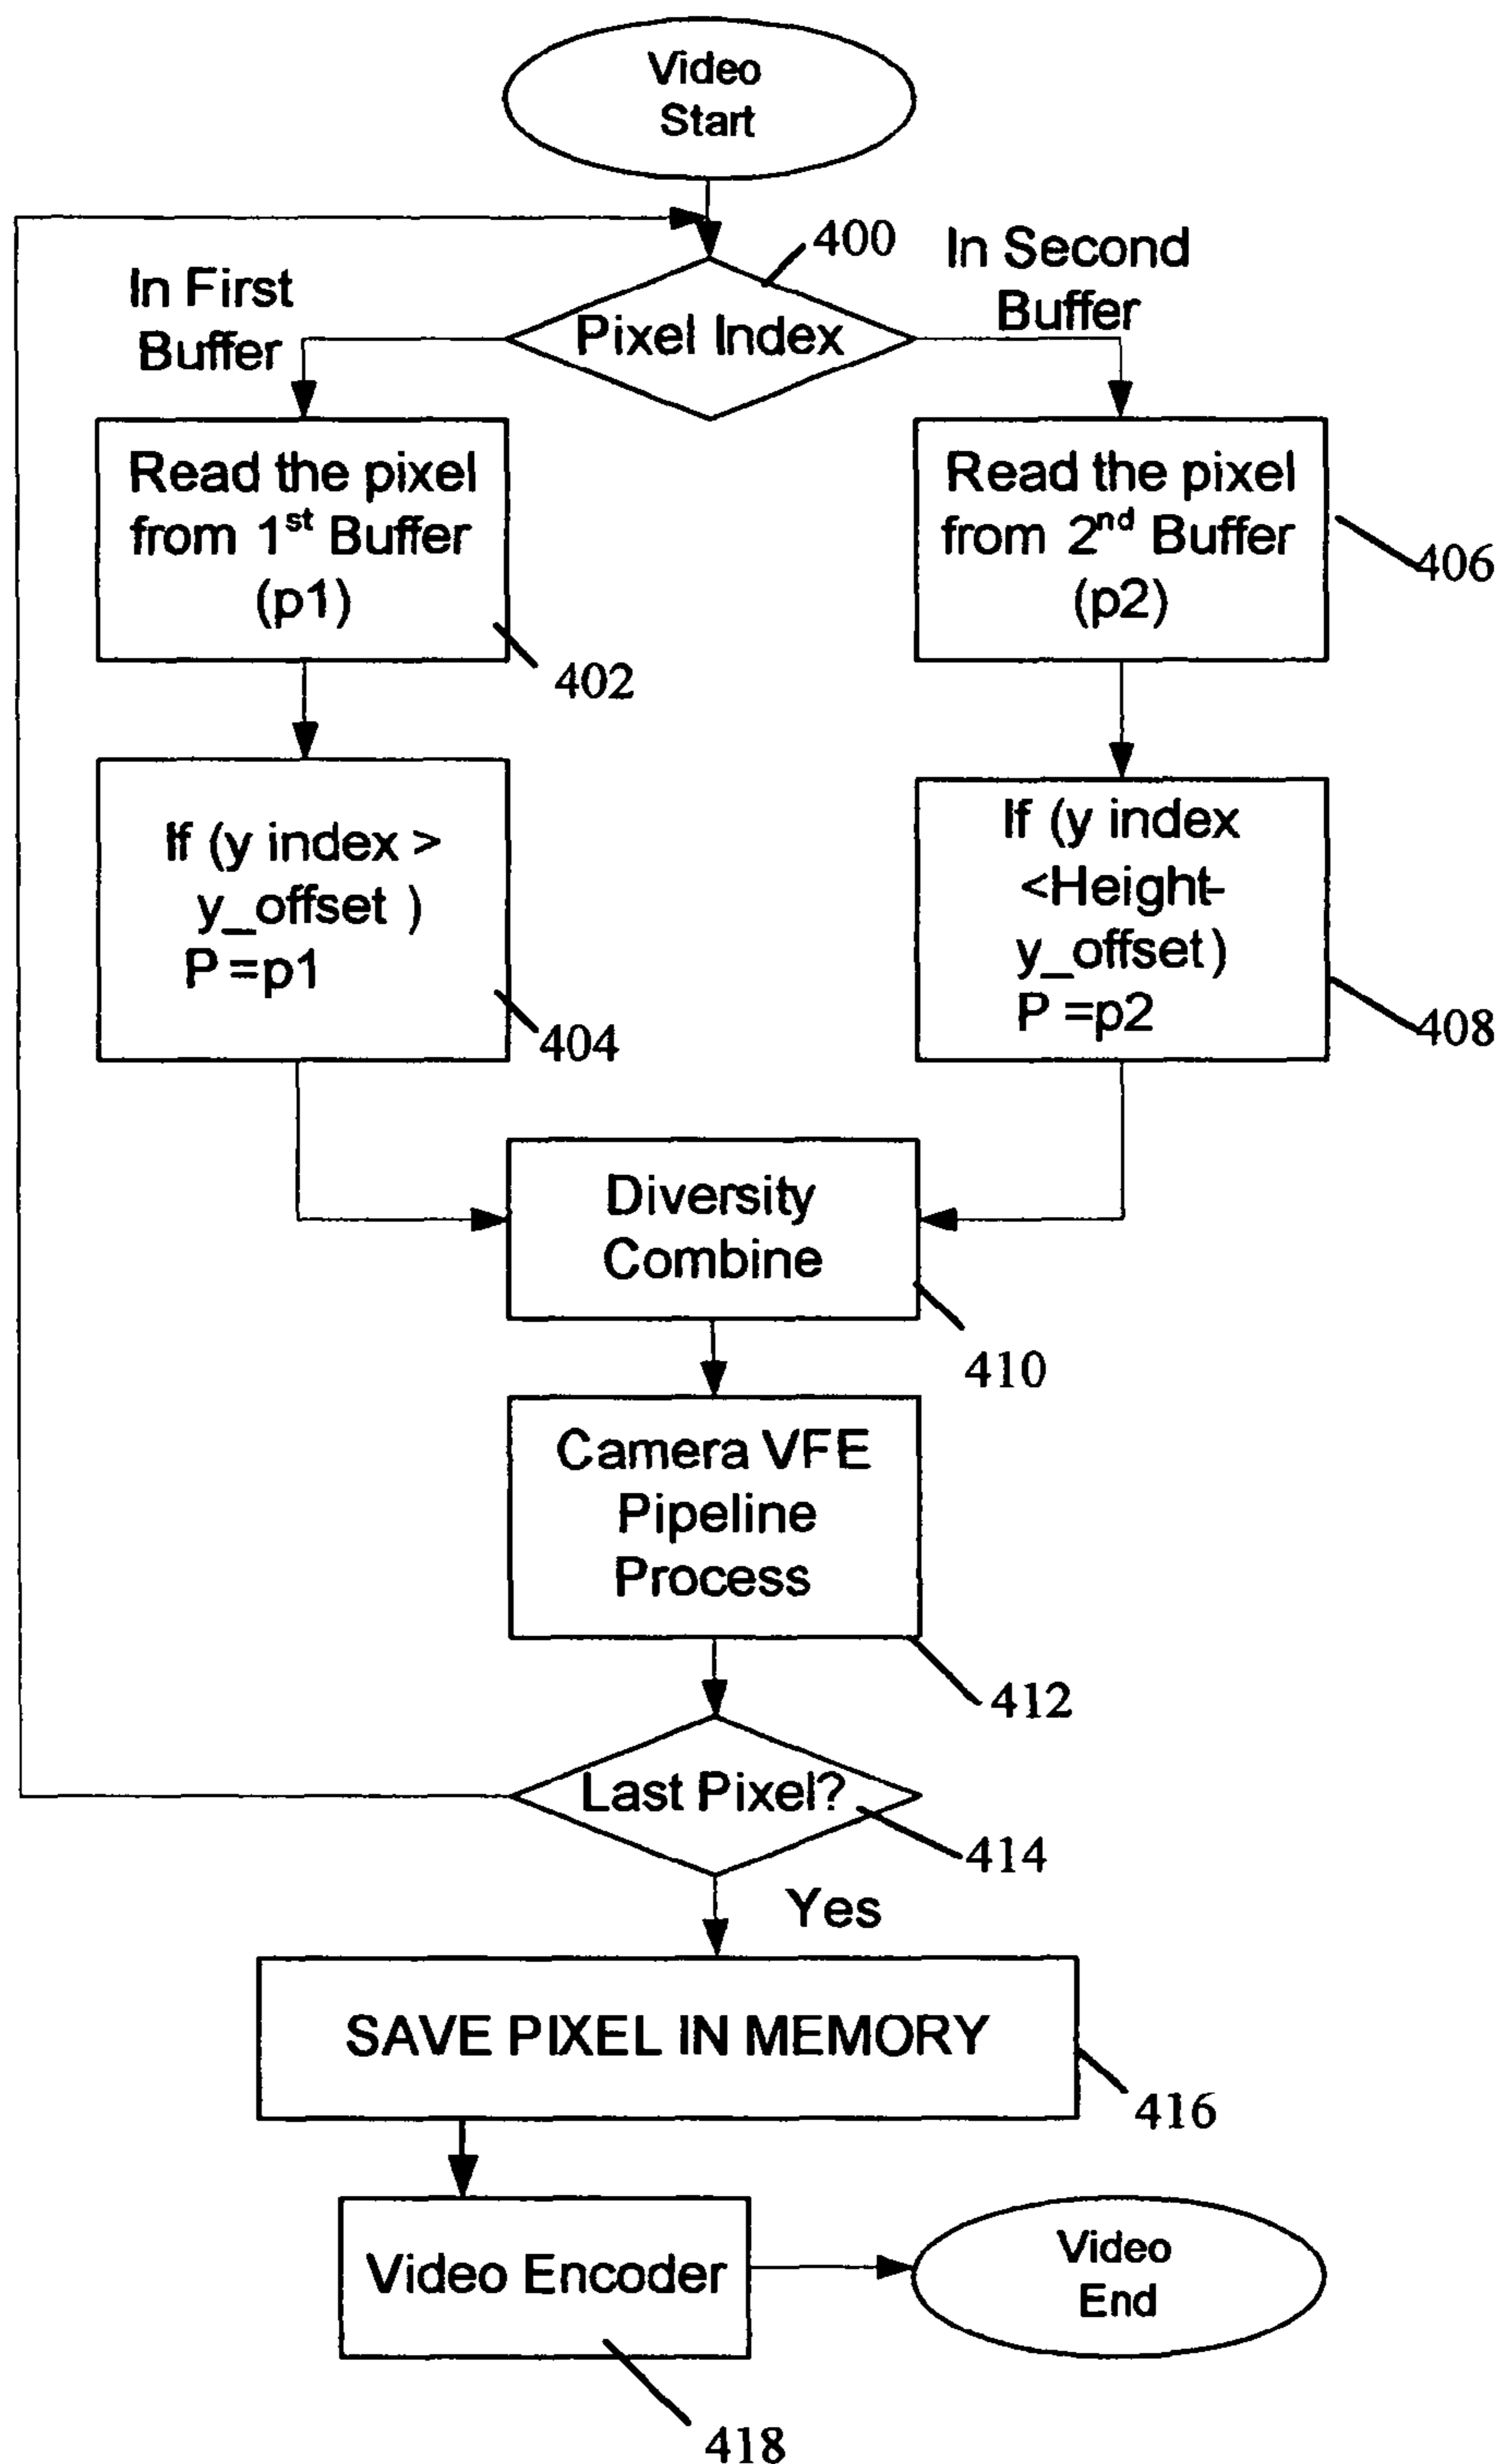 Video
Start
400
In First
Buffer
Pixel Index
In Second
Buffer
Read the pixel
from 1st Buffer
(p1)
402
Read the pixel
from 2nd Buffer
(p2)
406
If (y index >
y_offset )
P =p1
404
If (y index
<Height-
y_offset)
P =p2
408
Diversity
Combine
410
Camera VFE
Pipeline
Process
412
Last Pixel?
414
Yes
SAVE PIXEL IN MEMORY
416
Video Encoder
418
Video
End